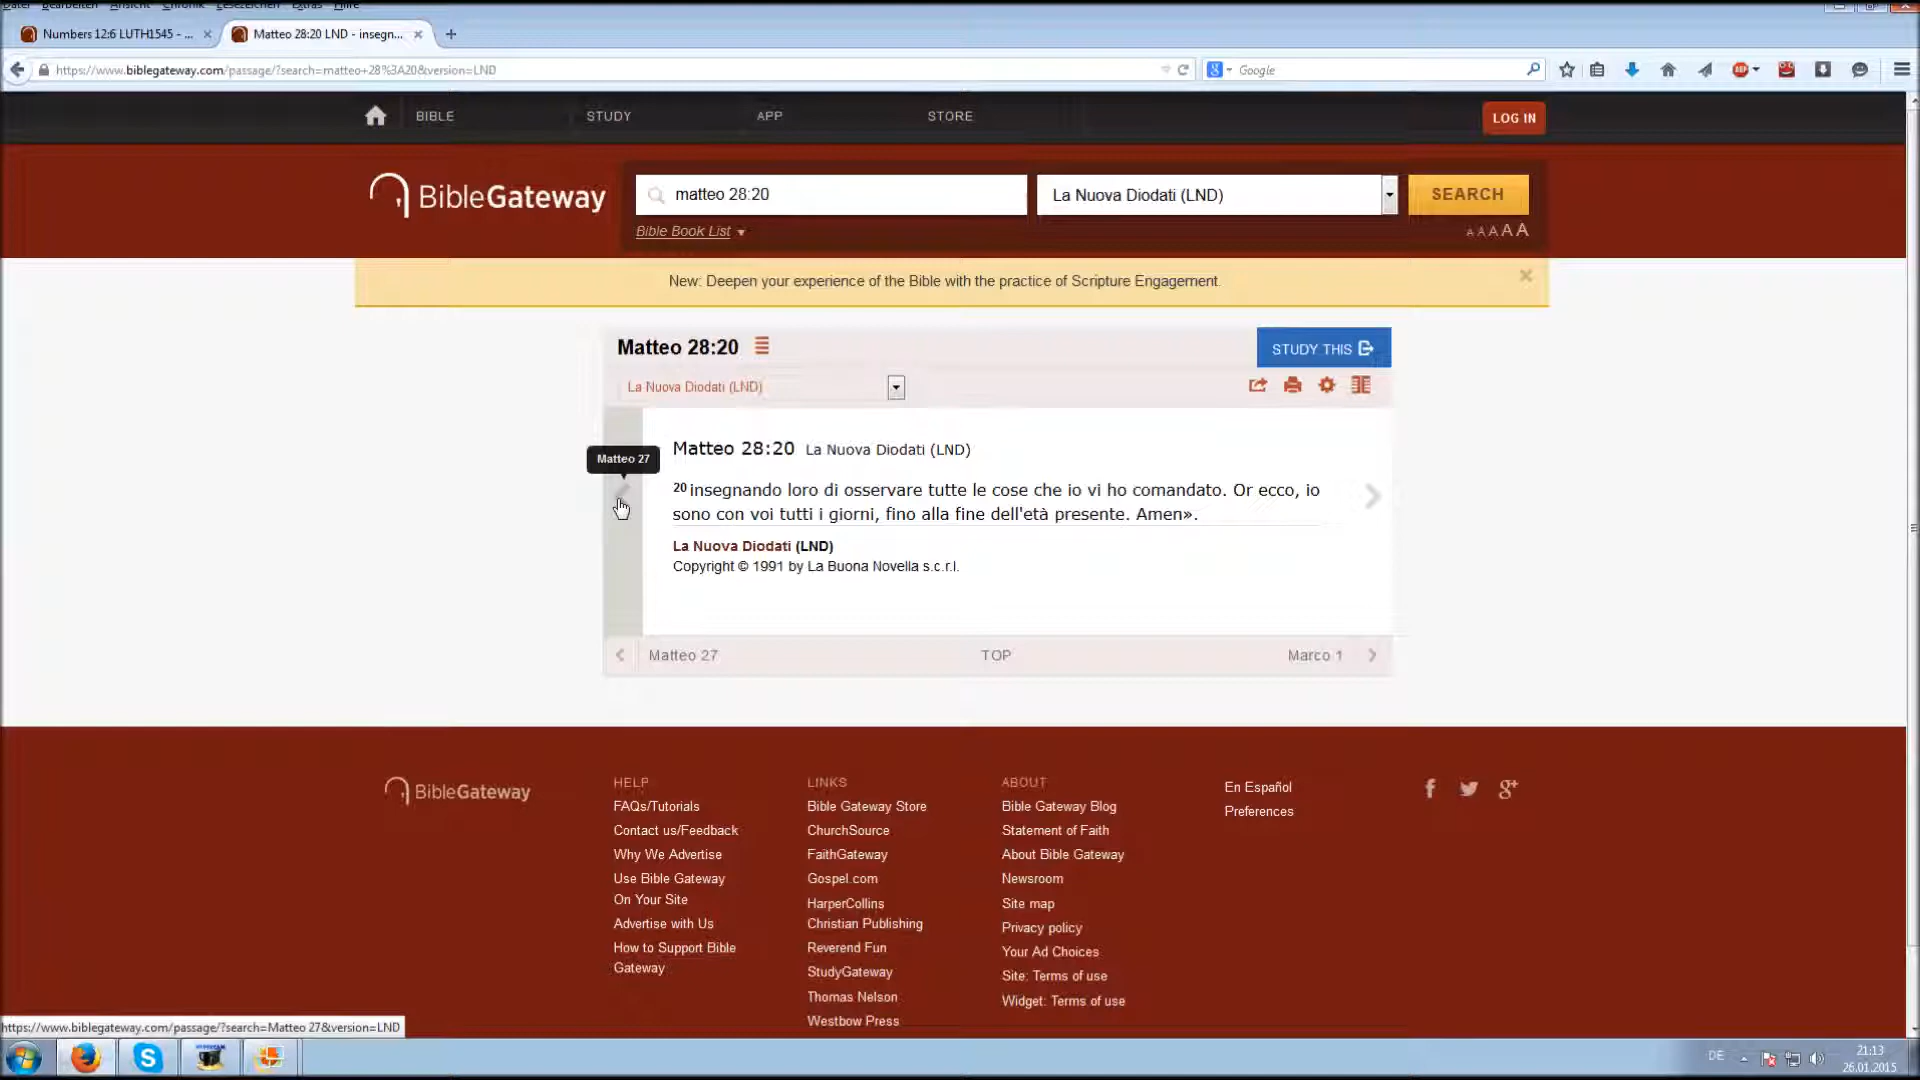 Datei Bearbeiten Ansicht Chronik Lesezeichen Extras Hilfe
Numbers 12:6 LUTH1545 - ...
Matteo 28:20 LND - insegn...
https://www.biblegateway.com/passage/?search=matteo+28%3A20&version=LND
Google
BIBLE STUDY APP STORE
LOG IN
BibleGateway
matteo 28:20
La Nuova Diodati (LND)
SEARCH
Bible Book List
A A A A A
New: Deepen your experience of the Bible with the practice of Scripture Engagement.
Matteo 28:20
STUDY THIS
La Nuova Diodati (LND)
Matteo 27
Matteo 28:20 La Nuova Diodati (LND)
20 insegnando loro di osservare tutte le cose che io vi ho comandato. Or ecco, io
sono con voi tutti i giorni, fino alla fine dell'età presente. Amen».
La Nuova Diodati (LND)
Copyright © 1991 by La Buona Novella s.c.r.l.
Matteo 27 TOP Marco 1
BibleGateway
HELP
FAQs/Tutorials
Contact us/Feedback
Why We Advertise
Use Bible Gateway
On Your Site
Advertise with Us
How to Support Bible
Gateway
LINKS
Bible Gateway Store
ChurchSource
FaithGateway
Gospel.com
HarperCollins
Christian Publishing
Reverend Fun
StudyGateway
Thomas Nelson
Westbow Press
ABOUT
Bible Gateway Blog
Statement of Faith
About Bible Gateway
Newsroom
Site map
Privacy policy
Your Ad Choices
Site: Terms of use
Widget: Terms of use
En Español
Preferences
https://www.biblegateway.com/passage/?search=Matteo 27&version=LND
DE
21:13
26.01.2015